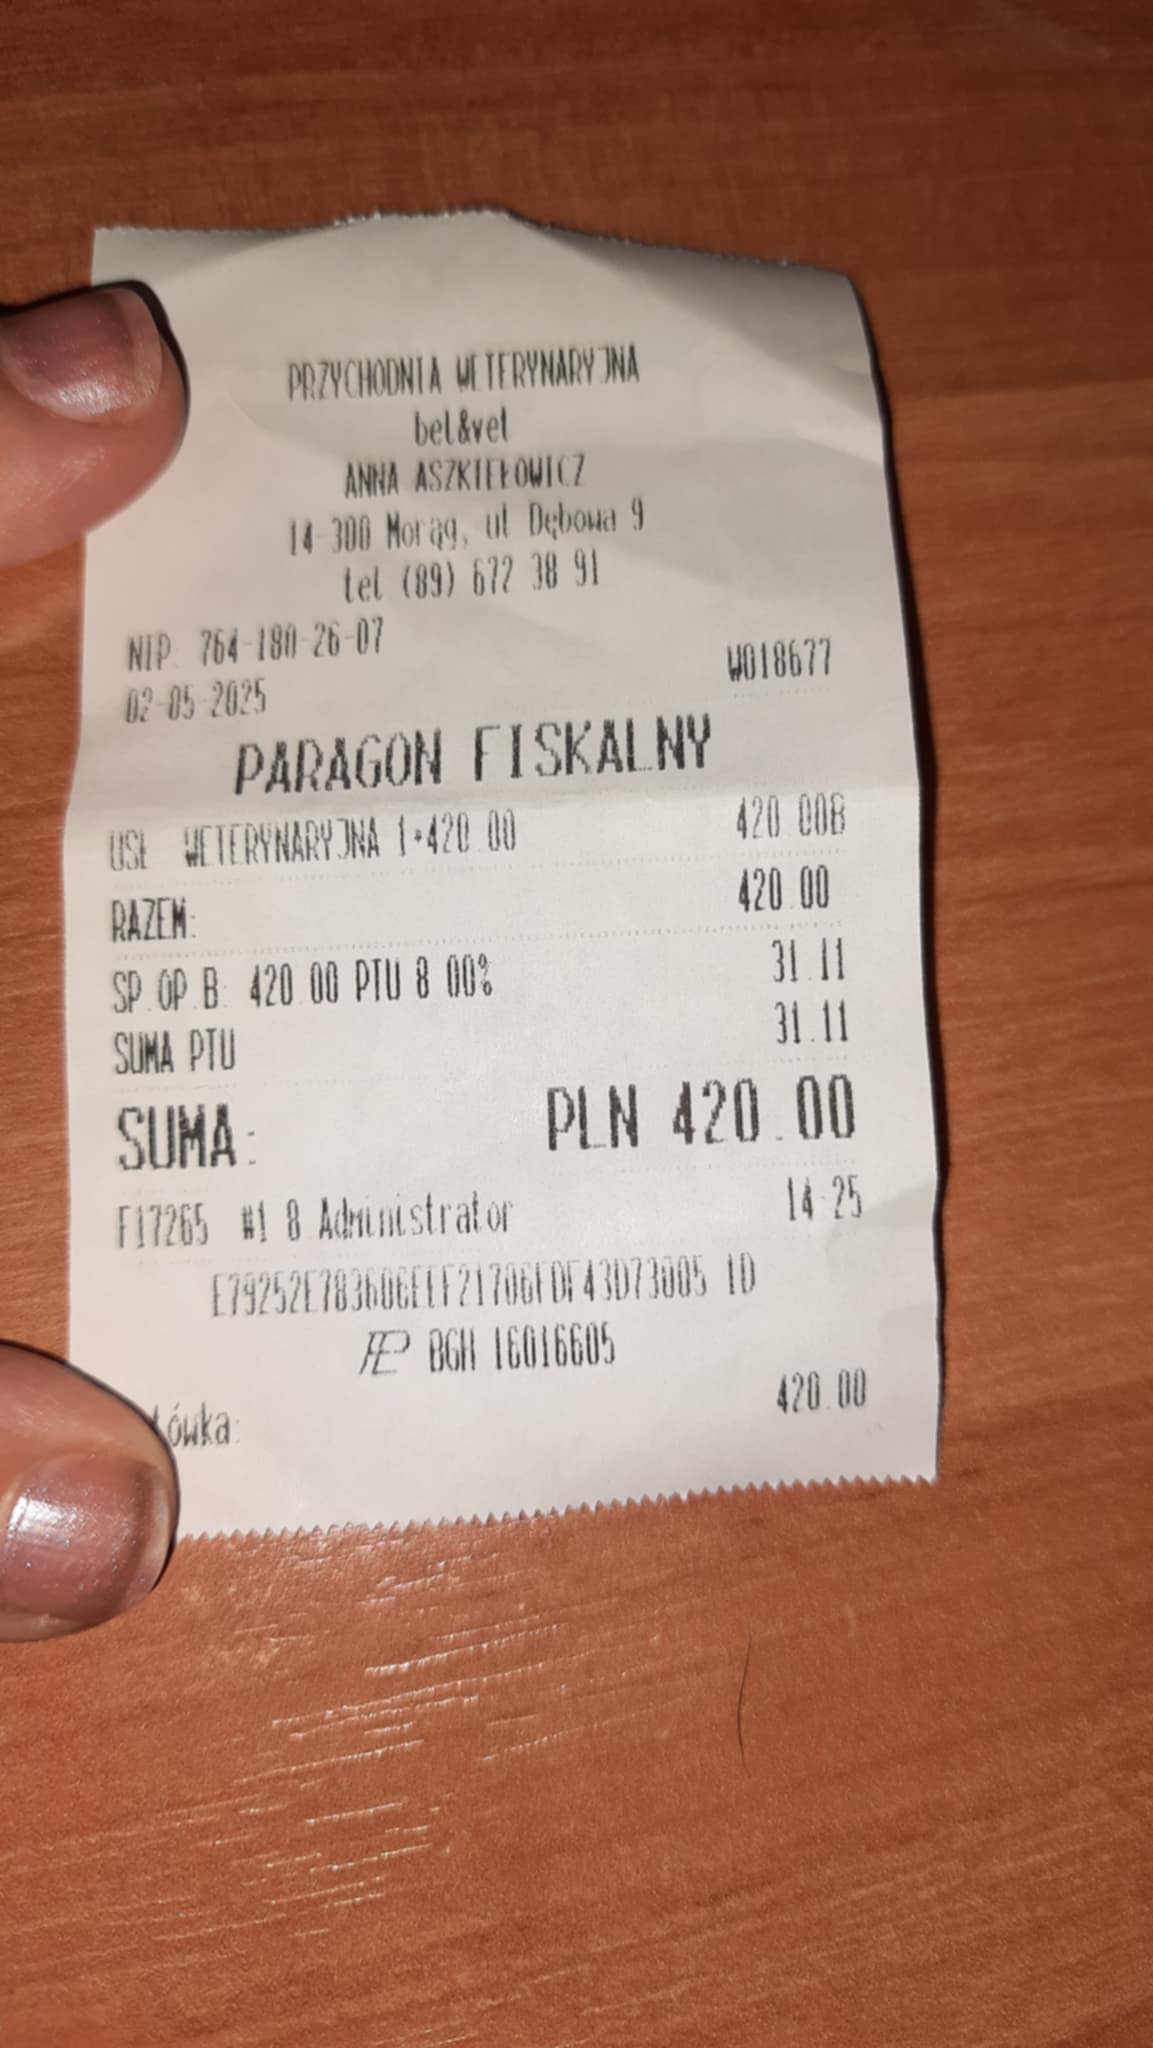 PRZYCHODNIA WETERYNARYJNA
bel&vet
ANNA ASZKIEŁOWICZ
14-300 Morąg, ul Dębowa 9
tel (89) 672 38 91
NIP 764-180-26-07
02-05-2025 W018677
PARAGON FISKALNY
USŁ WETERYNARYJNA 1*420.00 420.00B
RAZEM: 420.00
SP.OP.B: 420.00 PTU 8.00% 31.11
SUMA PTU 31.11
SUMA: PLN 420.00
F17265 #1 8 Administrator 14:25
BGH 16016605
420.00